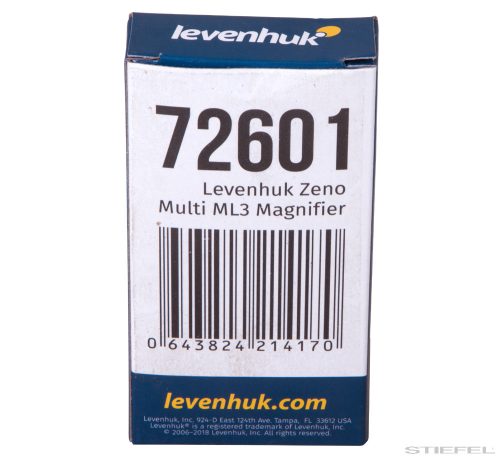 levenhuk
72601
Levenhuk Zeno
Multi ML3 Magnifier
0 643824 214170
levenhuk.com
Levenhuk, Inc. 924-D East 124th Ave. Tampa, FL 33612 USA
Levenhuk® is a registered trademark of Levenhuk, Inc.
© 2006-2018 Levenhuk, Inc. All rights reserved.
STIEFEL